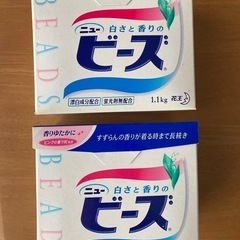 BEADS
ニュー
白さと香りの
ビーズ
漂白成分配合
蛍光剤無配合
1.1kg
花王
香りゆたかに
すずらんの香りが着る時まで長続き
BEADS
ニュー
白さと香りの
ビーズ